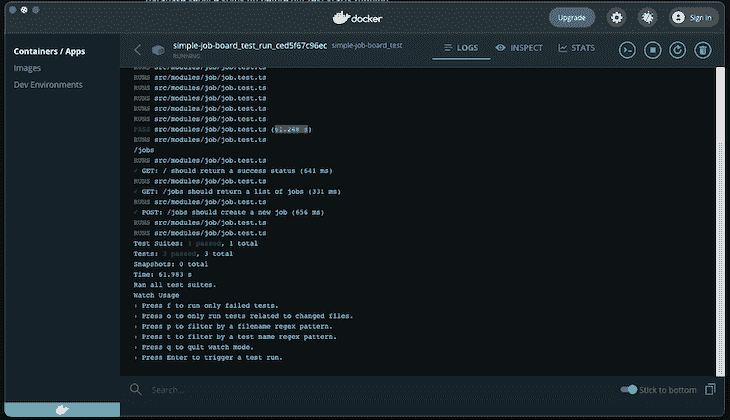 docker
Upgrade
Sign in
Containers / Apps
Images
Dev Environments
simple-job-board_test_run_ced5f67c96ec simple-job-board_test
RUNNING
LOGS
INSPECT
STATS
RUNS src/modules/job/job.test.ts
RUNS src/modules/job/job.test.ts
RUNS src/modules/job/job.test.ts
RUNS src/modules/job/job.test.ts
RUNS src/modules/job/job.test.ts
RUNS src/modules/job/job.test.ts
PASS src/modules/job/job.test.ts (61.248 s)
RUNS src/modules/job/job.test.ts
/jobs
RUNS src/modules/job/job.test.ts
✓ GET: / should return a success status (641 ms)
RUNS src/modules/job/job.test.ts
✓ GET: /jobs should return a list of jobs (331 ms)
RUNS src/modules/job/job.test.ts
✓ POST: /jobs should create a new job (656 ms)
RUNS src/modules/job/job.test.ts
RUNS src/modules/job/job.test.ts
Test Suites: 1 passed, 1 total
Tests: 3 passed, 3 total
Snapshots: 0 total
Time: 61.983 s
Ran all test suites.
Watch Usage
› Press f to run only failed tests.
› Press o to only run tests related to changed files.
› Press p to filter by a filename regex pattern.
› Press t to filter by a test name regex pattern.
› Press q to quit watch mode.
› Press Enter to trigger a test run.
Search...
Stick to bottom